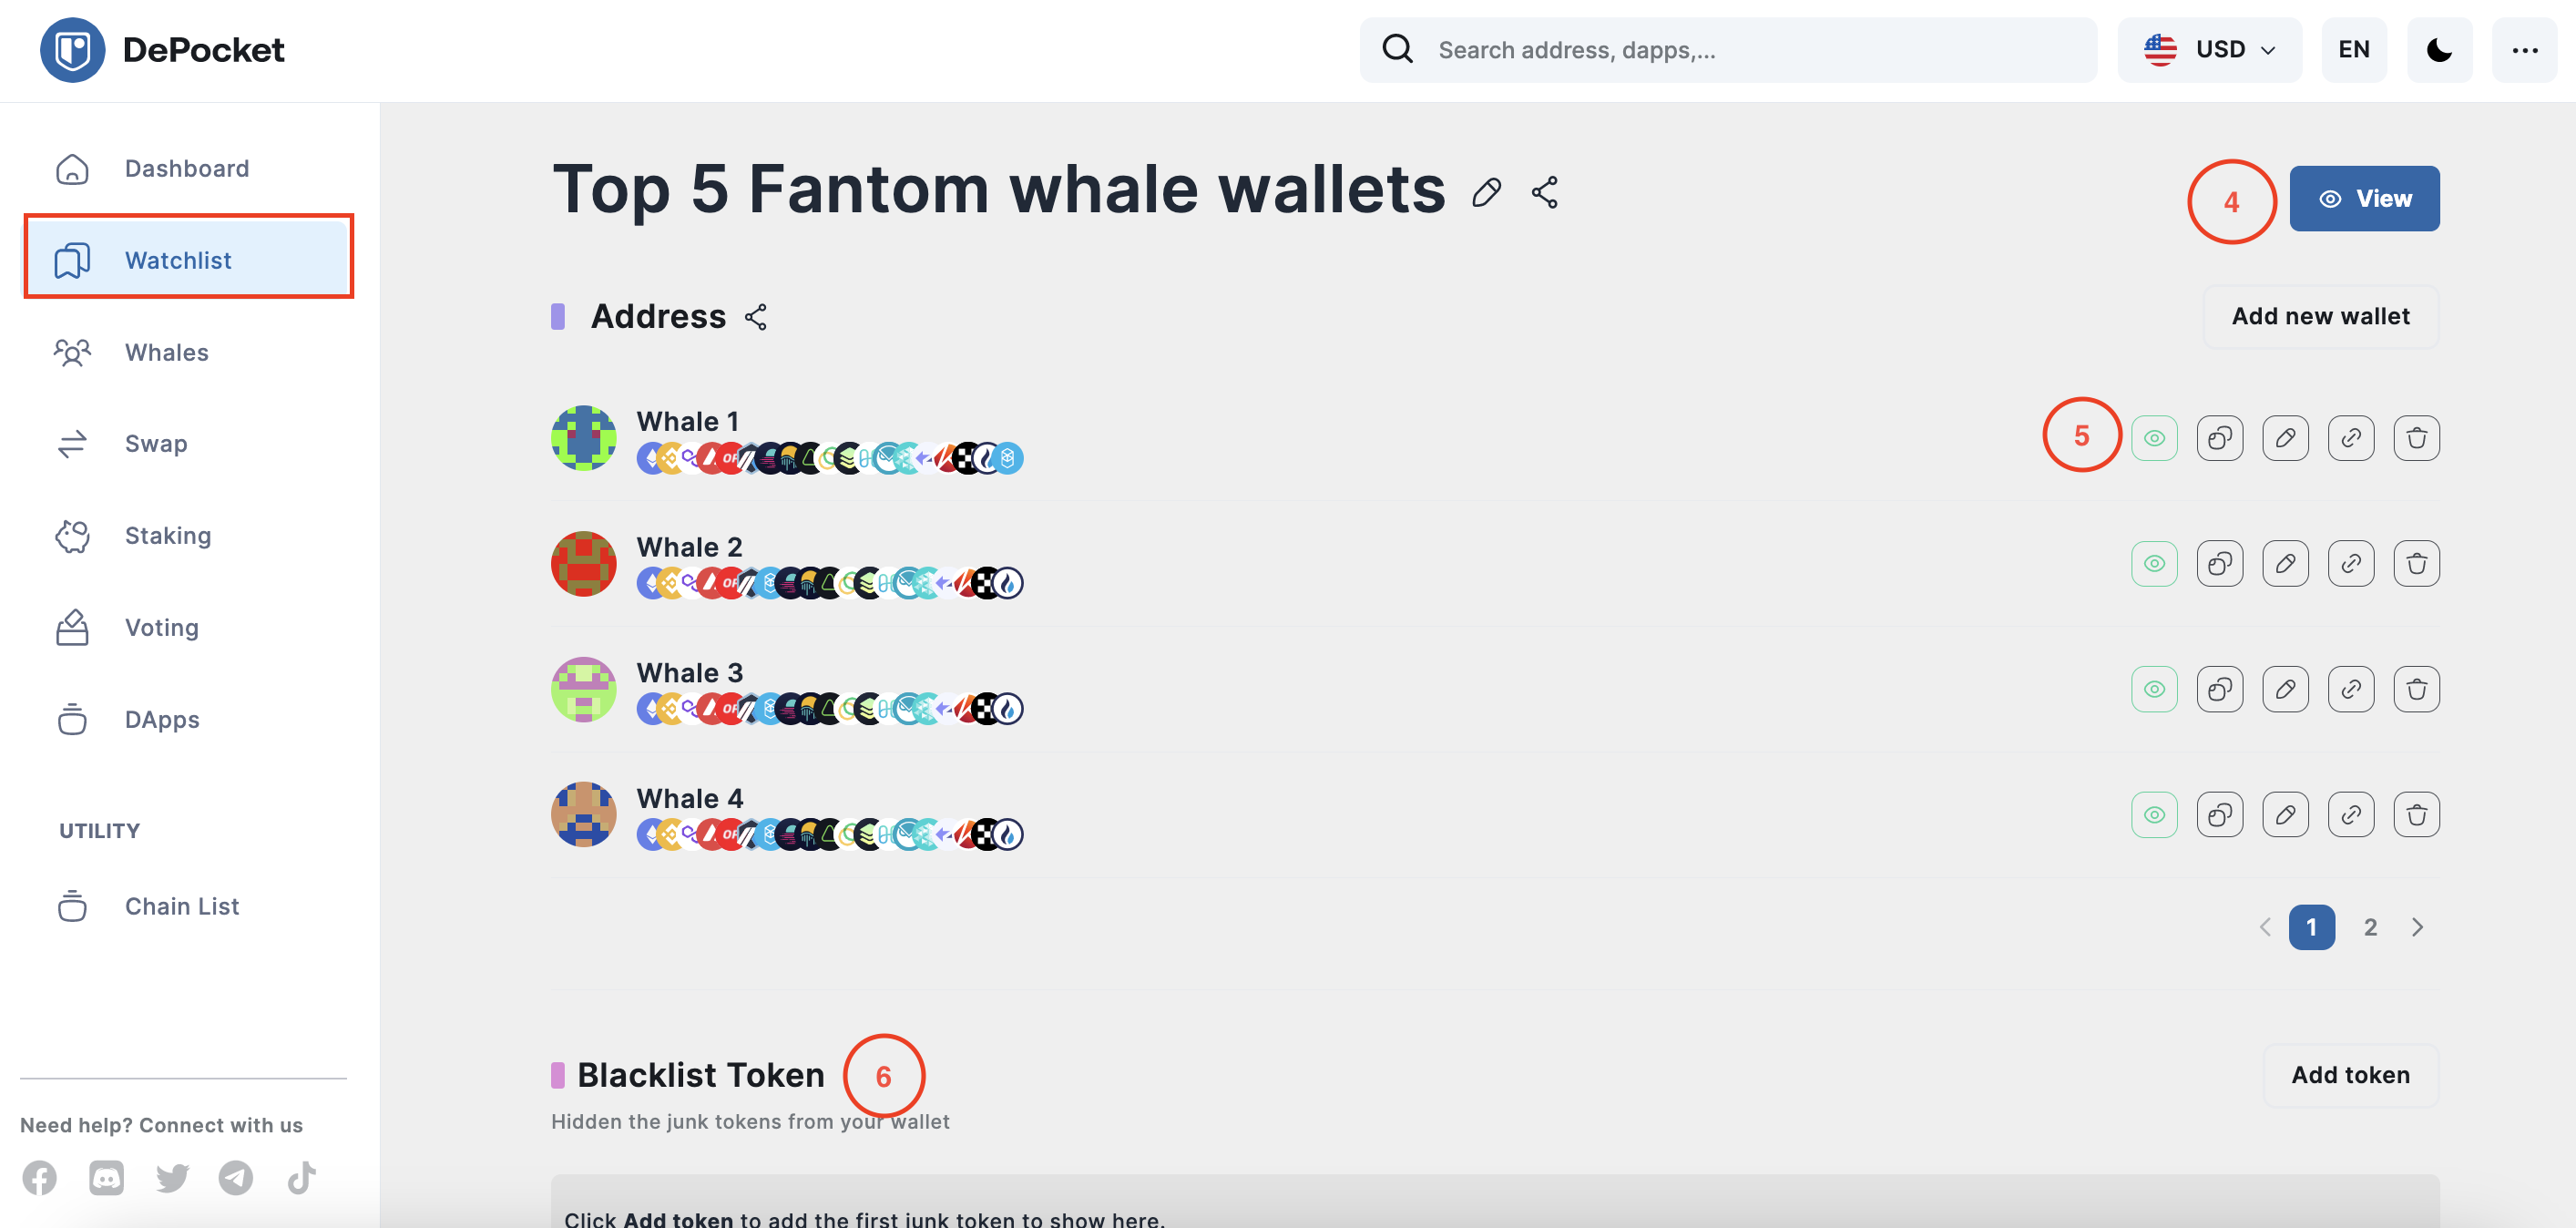 DePocket
Search address, dapps,...
USD
EN
Dashboard
Watchlist
Whales
Swap
Staking
Voting
DApps
UTILITY
Chain List
Need help? Connect with us
Top 5 Fantom whale wallets
4
View
Address
Add new wallet
Whale 1
5
Whale 2
Whale 3
Whale 4
1
2
Blacklist Token
6
Add token
Hidden the junk tokens from your wallet
Click Add token to add the first junk token to show here.